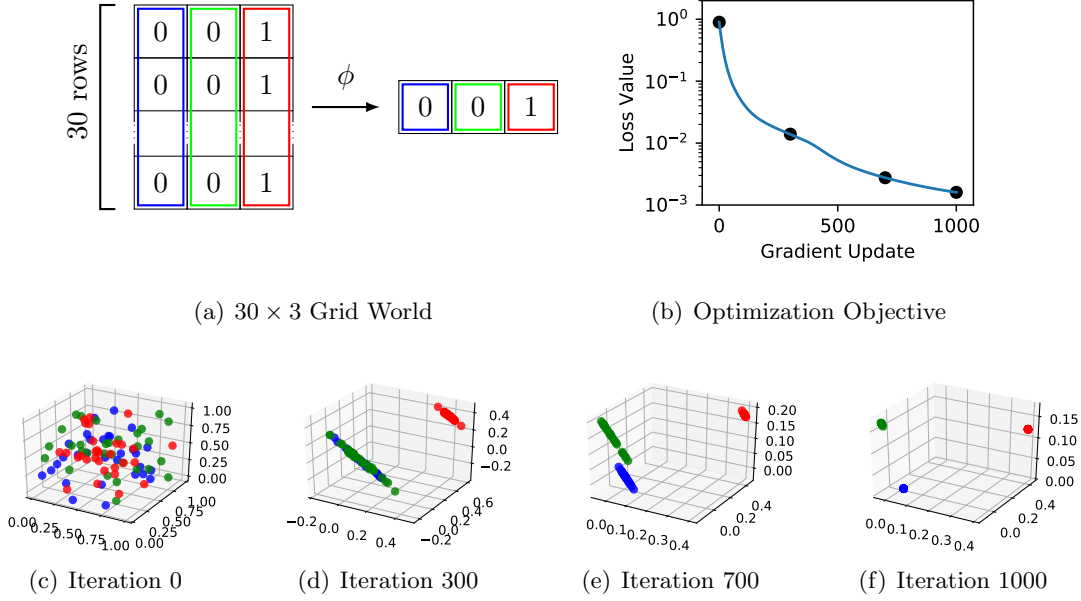 30 rows
0 0 1
0 0 1
0 0 1
ϕ
0 0 1
(a) 30 × 3 Grid World
10^0
10^-1
10^-2
10^-3
Loss Value
0 500 1000
Gradient Update
(b) Optimization Objective
1.00
0.75
0.50
0.25
0.00
0.00 0.25 0.50 0.75 1.00
0.00 0.25 0.50 0.75 1.00
(c) Iteration 0
0.4
0.2
0.0
−0.2
−0.2 0.0 0.2 0.4
−0.2 0.0 0.2 0.4 0.6
(d) Iteration 300
0.20
0.15
0.10
0.05
0.00
0.0 0.1 0.2 0.3 0.4
0.0 0.2 0.4
(e) Iteration 700
0.15
0.10
0.05
0.00
0.0 0.1 0.2 0.3 0.4
0.0 0.2 0.4
(f) Iteration 1000